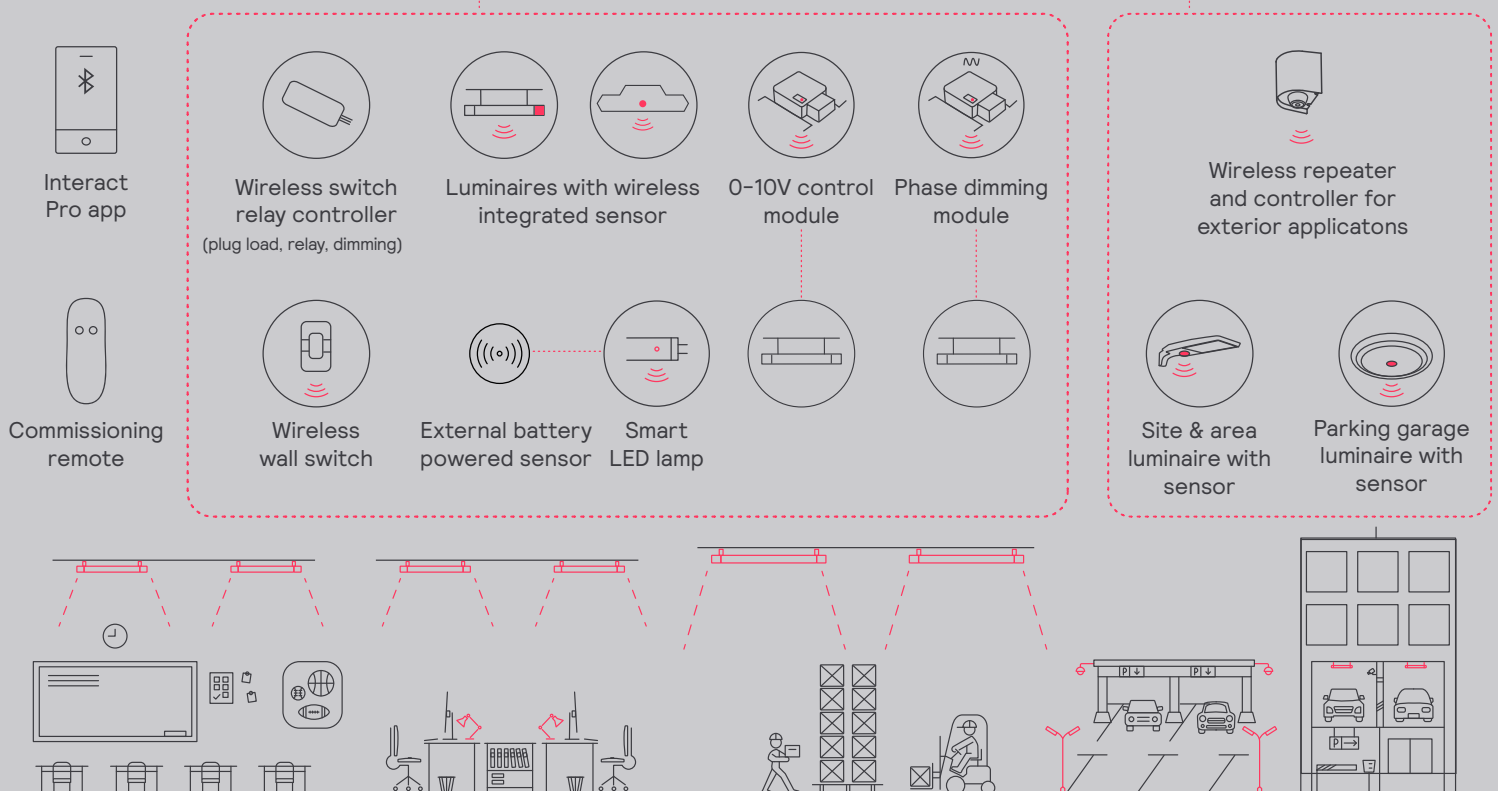 Interact
Pro app
Wireless switch
relay controller
(plug load, relay, dimming)
Luminaires with wireless
integrated sensor
0–10V control
module
Phase dimming
module
Wireless repeater
and controller for
exterior applicatons
Commissioning
remote
Wireless
wall switch
External battery
powered sensor
Smart
LED lamp
Site & area
luminaire with
sensor
Parking garage
luminaire with
sensor
P ↓
P ↓
P →